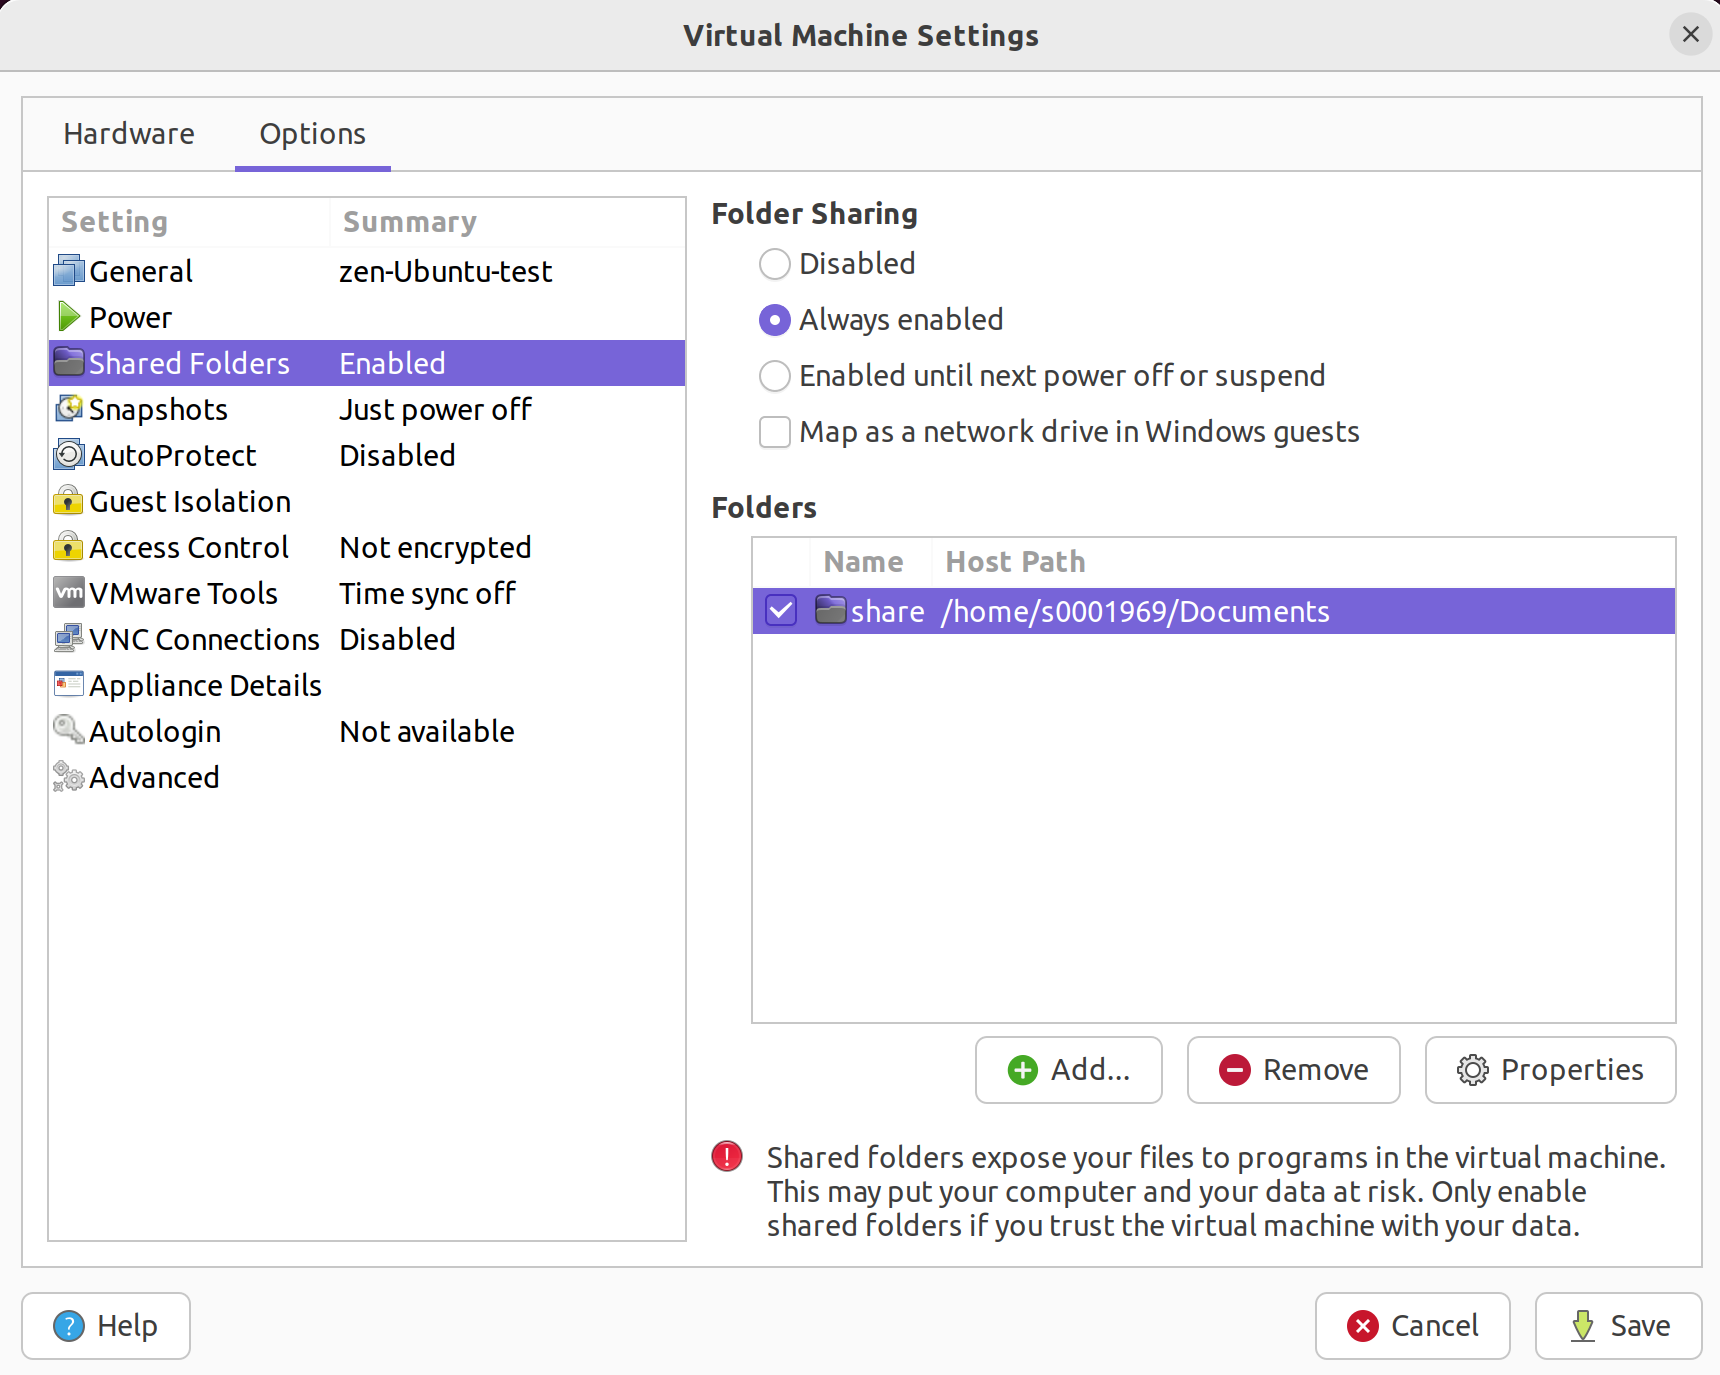 Virtual Machine Settings
Hardware Options
Setting Summary
General zen-Ubuntu-test
Power
Shared Folders Enabled
Snapshots Just power off
AutoProtect Disabled
Guest Isolation
Access Control Not encrypted
vm VMware Tools Time sync off
VNC Connections Disabled
Appliance Details
Autologin Not available
Advanced
Folder Sharing
Disabled
Always enabled
Enabled until next power off or suspend
Map as a network drive in Windows guests
Folders
Name Host Path
share /home/s0001969/Documents
Add... Remove Properties
Shared folders expose your files to programs in the virtual machine.
This may put your computer and your data at risk. Only enable
shared folders if you trust the virtual machine with your data.
Help Cancel Save